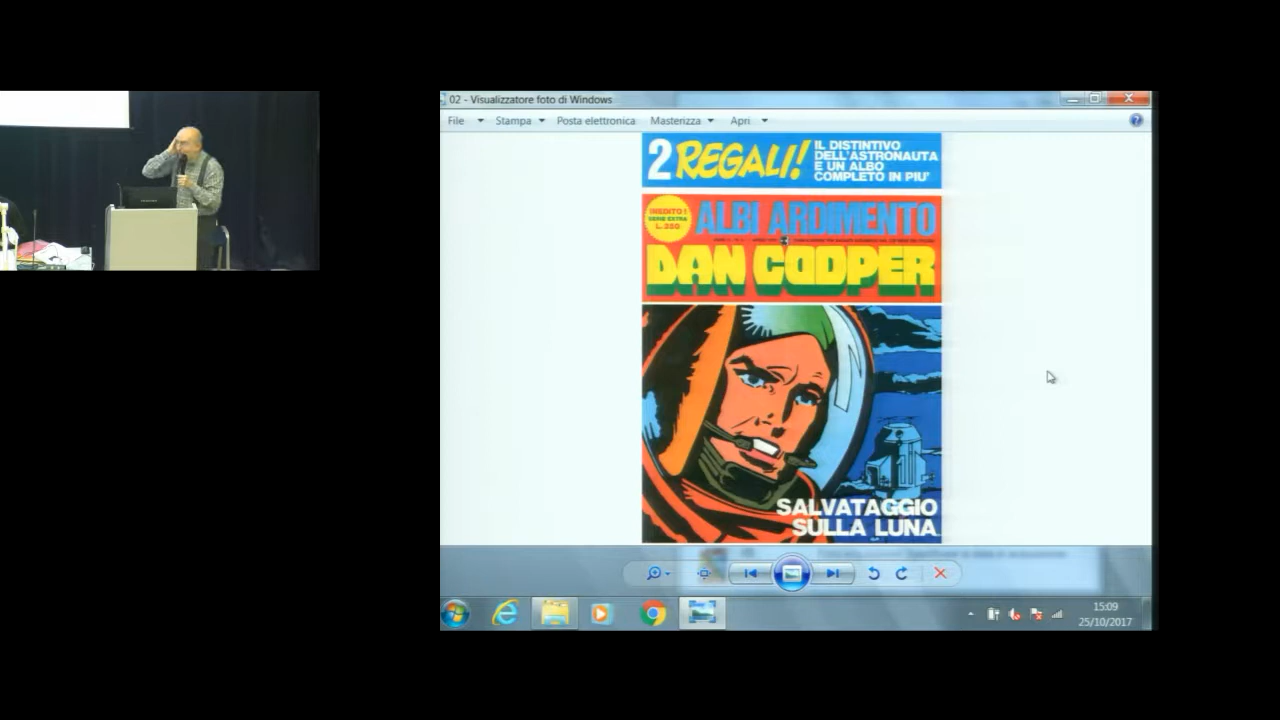 02 - Visualizzatore foto di Windows
File Stampa Posta elettronica Masterizza Apri
2 REGALI!
IL DISTINTIVO
DELL'ASTRONAUTA
E UN ALBO
COMPLETO IN PIU'
INEDITO!
SERIE EXTRA
L. 350
ALBI ARDIMENTO
DAN COOPER
SALVATAGGIO
SULLA LUNA
15:09
25/10/2017